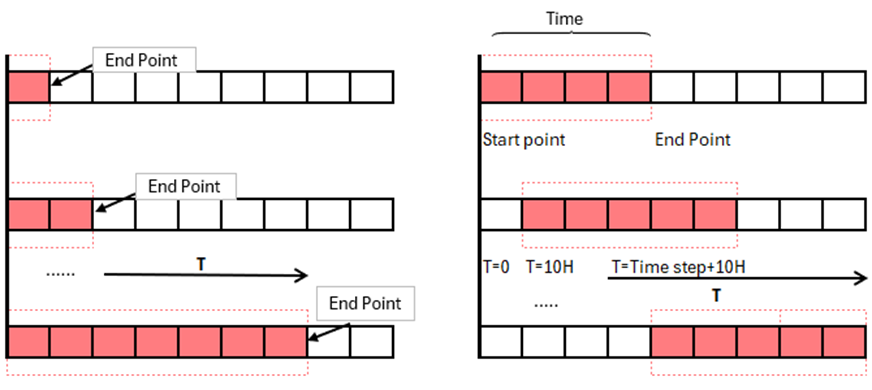 End Point
End Point
......
T
End Point
Time
Start point
End Point
T=0
T=10H
T=Time step+10H
.....
T